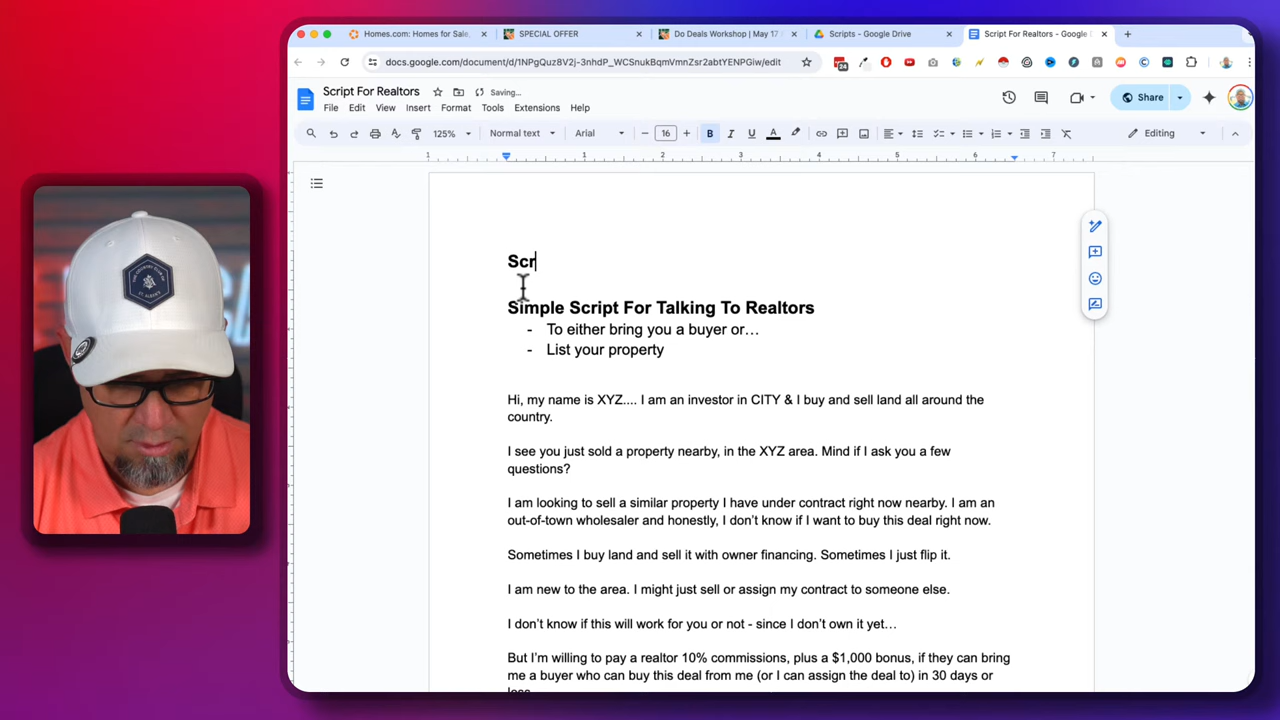 Homes.com: Homes for Sale,
SPECIAL OFFER
Do Deals Workshop | May 17
Scripts - Google Drive
Script For Realtors - Google
docs.google.com/document/d/1NPgQuz8V2j-3nhdP_WCSnukBqmVmnZsr2abtYENPGiw/edit
24
Script For Realtors
Saving...
File Edit View Insert Format Tools Extensions Help
Share
125% Normal text Arial 16 B I U A Editing
1 1 2 3 4 5 6 7
Scr
Simple Script For Talking To Realtors
- To either bring you a buyer or…
- List your property
Hi, my name is XYZ.... I am an investor in CITY & I buy and sell land all around the
country.
I see you just sold a property nearby, in the XYZ area. Mind if I ask you a few
questions?
I am looking to sell a similar property I have under contract right now nearby. I am an
out-of-town wholesaler and honestly, I don't know if I want to buy this deal right now.
Sometimes I buy land and sell it with owner financing. Sometimes I just flip it.
I am new to the area. I might just sell or assign my contract to someone else.
I don't know if this will work for you or not - since I don't own it yet…
But I'm willing to pay a realtor 10% commissions, plus a $1,000 bonus, if they can bring
me a buyer who can buy this deal from me (or I can assign the deal to) in 30 days or
less